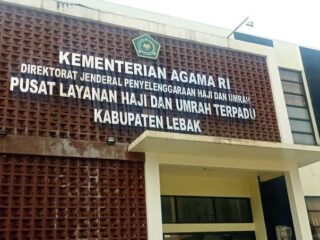 KEMENTERIAN AGAMA RI
DIREKTORAT JENDERAL PENYELENGGARAAN HAJI DAN UMRAH
PUSAT LAYANAN HAJI DAN UMRAH TERPADU
KABUPATEN LEBAK